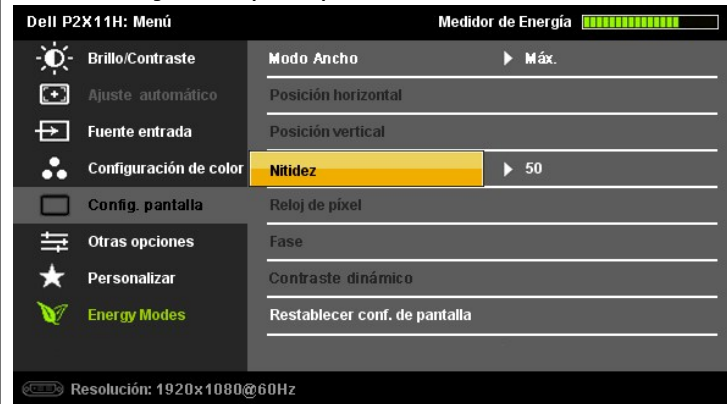 Dell P2X11H: Menú
Medidor de Energía
Brillo/Contraste
Modo Ancho
Máx.
Ajuste automático
Posición horizontal
Fuente entrada
Posición vertical
Configuración de color
Nitidez
50
Config. pantalla
Reloj de píxel
Otras opciones
Fase
Personalizar
Contraste dinámico
Energy Modes
Restablecer conf. de pantalla
Resolución: 1920x1080@60Hz